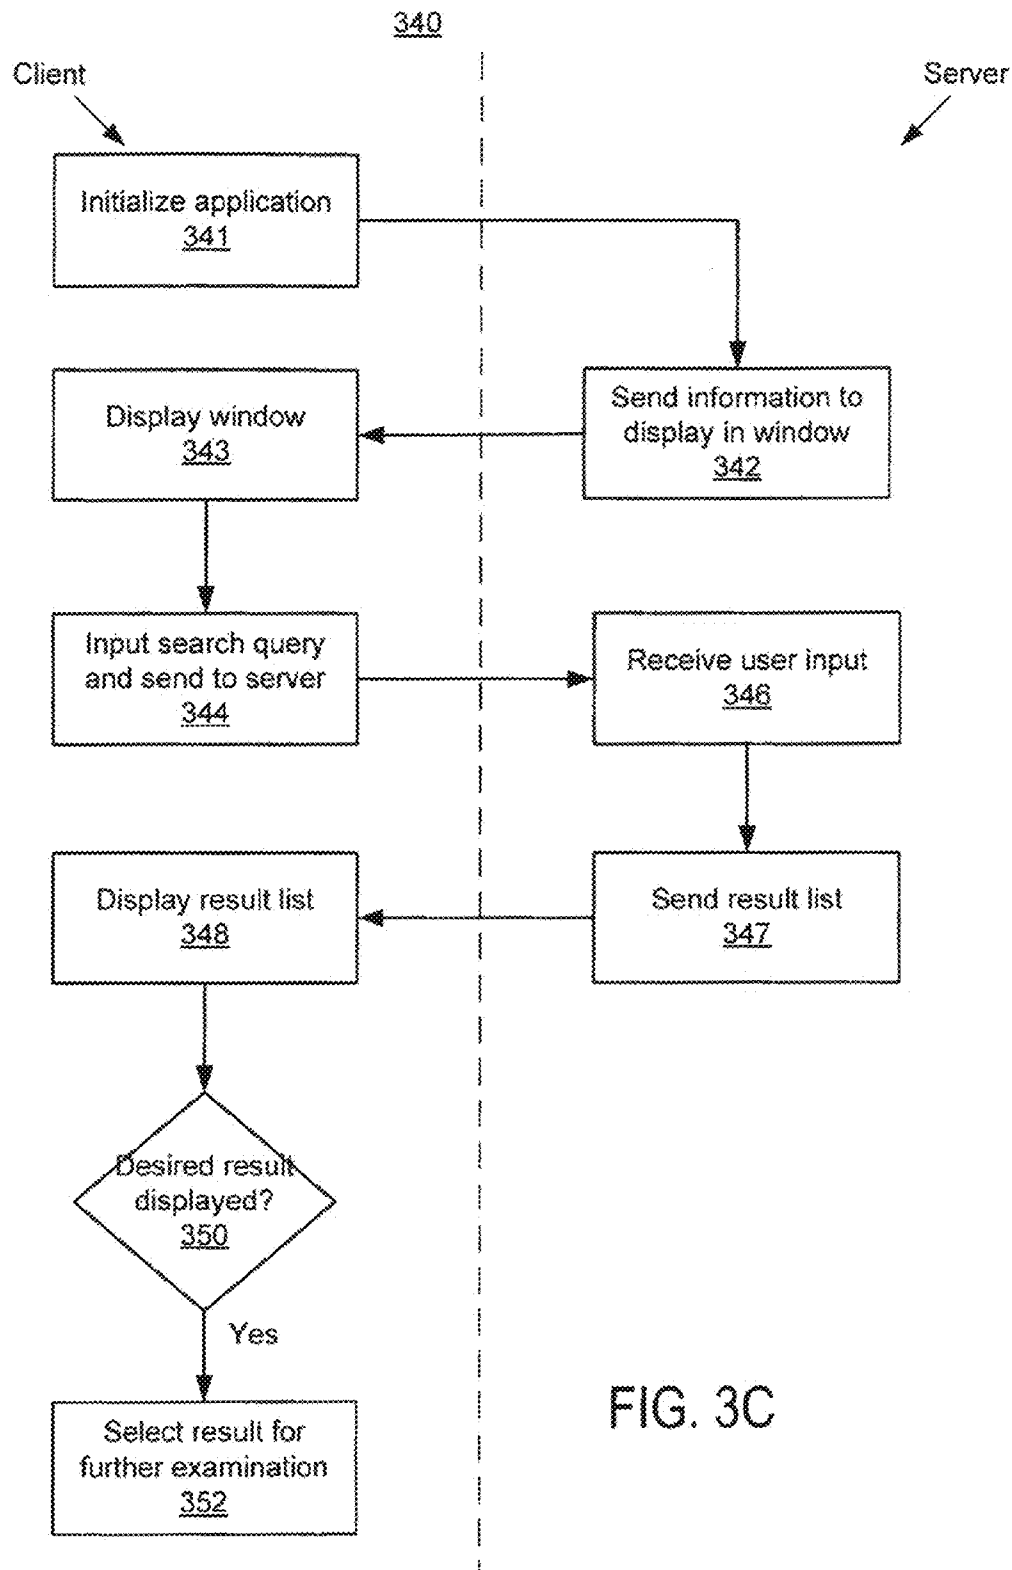 340
Client
Server
Initialize application
341
Send information to
display in window
342
Display window
343
Input search query
and send to server
344
Receive user input
346
Send result list
347
Display result list
348
Desired result
displayed?
350
Yes
Select result for
further examination
352
FIG. 3C